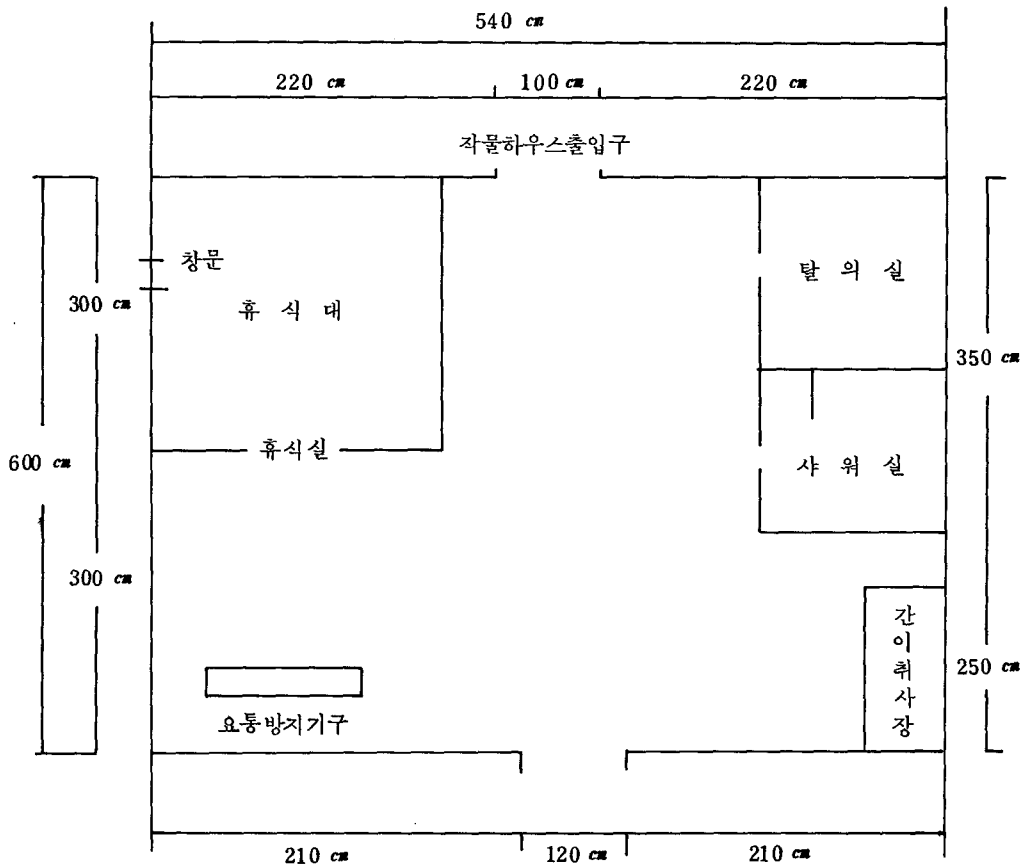 540 cm
220 cm 100 cm 220 cm
작물하우스출입구
창문
탈 의 실
300 cm
휴 식 대
350 cm
휴식실
600 cm
샤 워 실
300 cm
간이취사장
250 cm
요통방지기구
210 cm 120 cm 210 cm